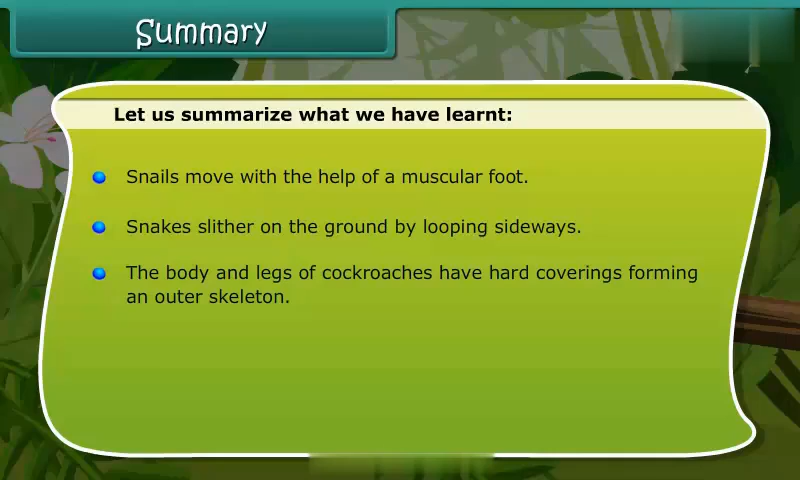 Summary
Let us summarize what we have learnt:
Snails move with the help of a muscular foot.
Snakes slither on the ground by looping sideways.
The body and legs of cockroaches have hard coverings forming
an outer skeleton.